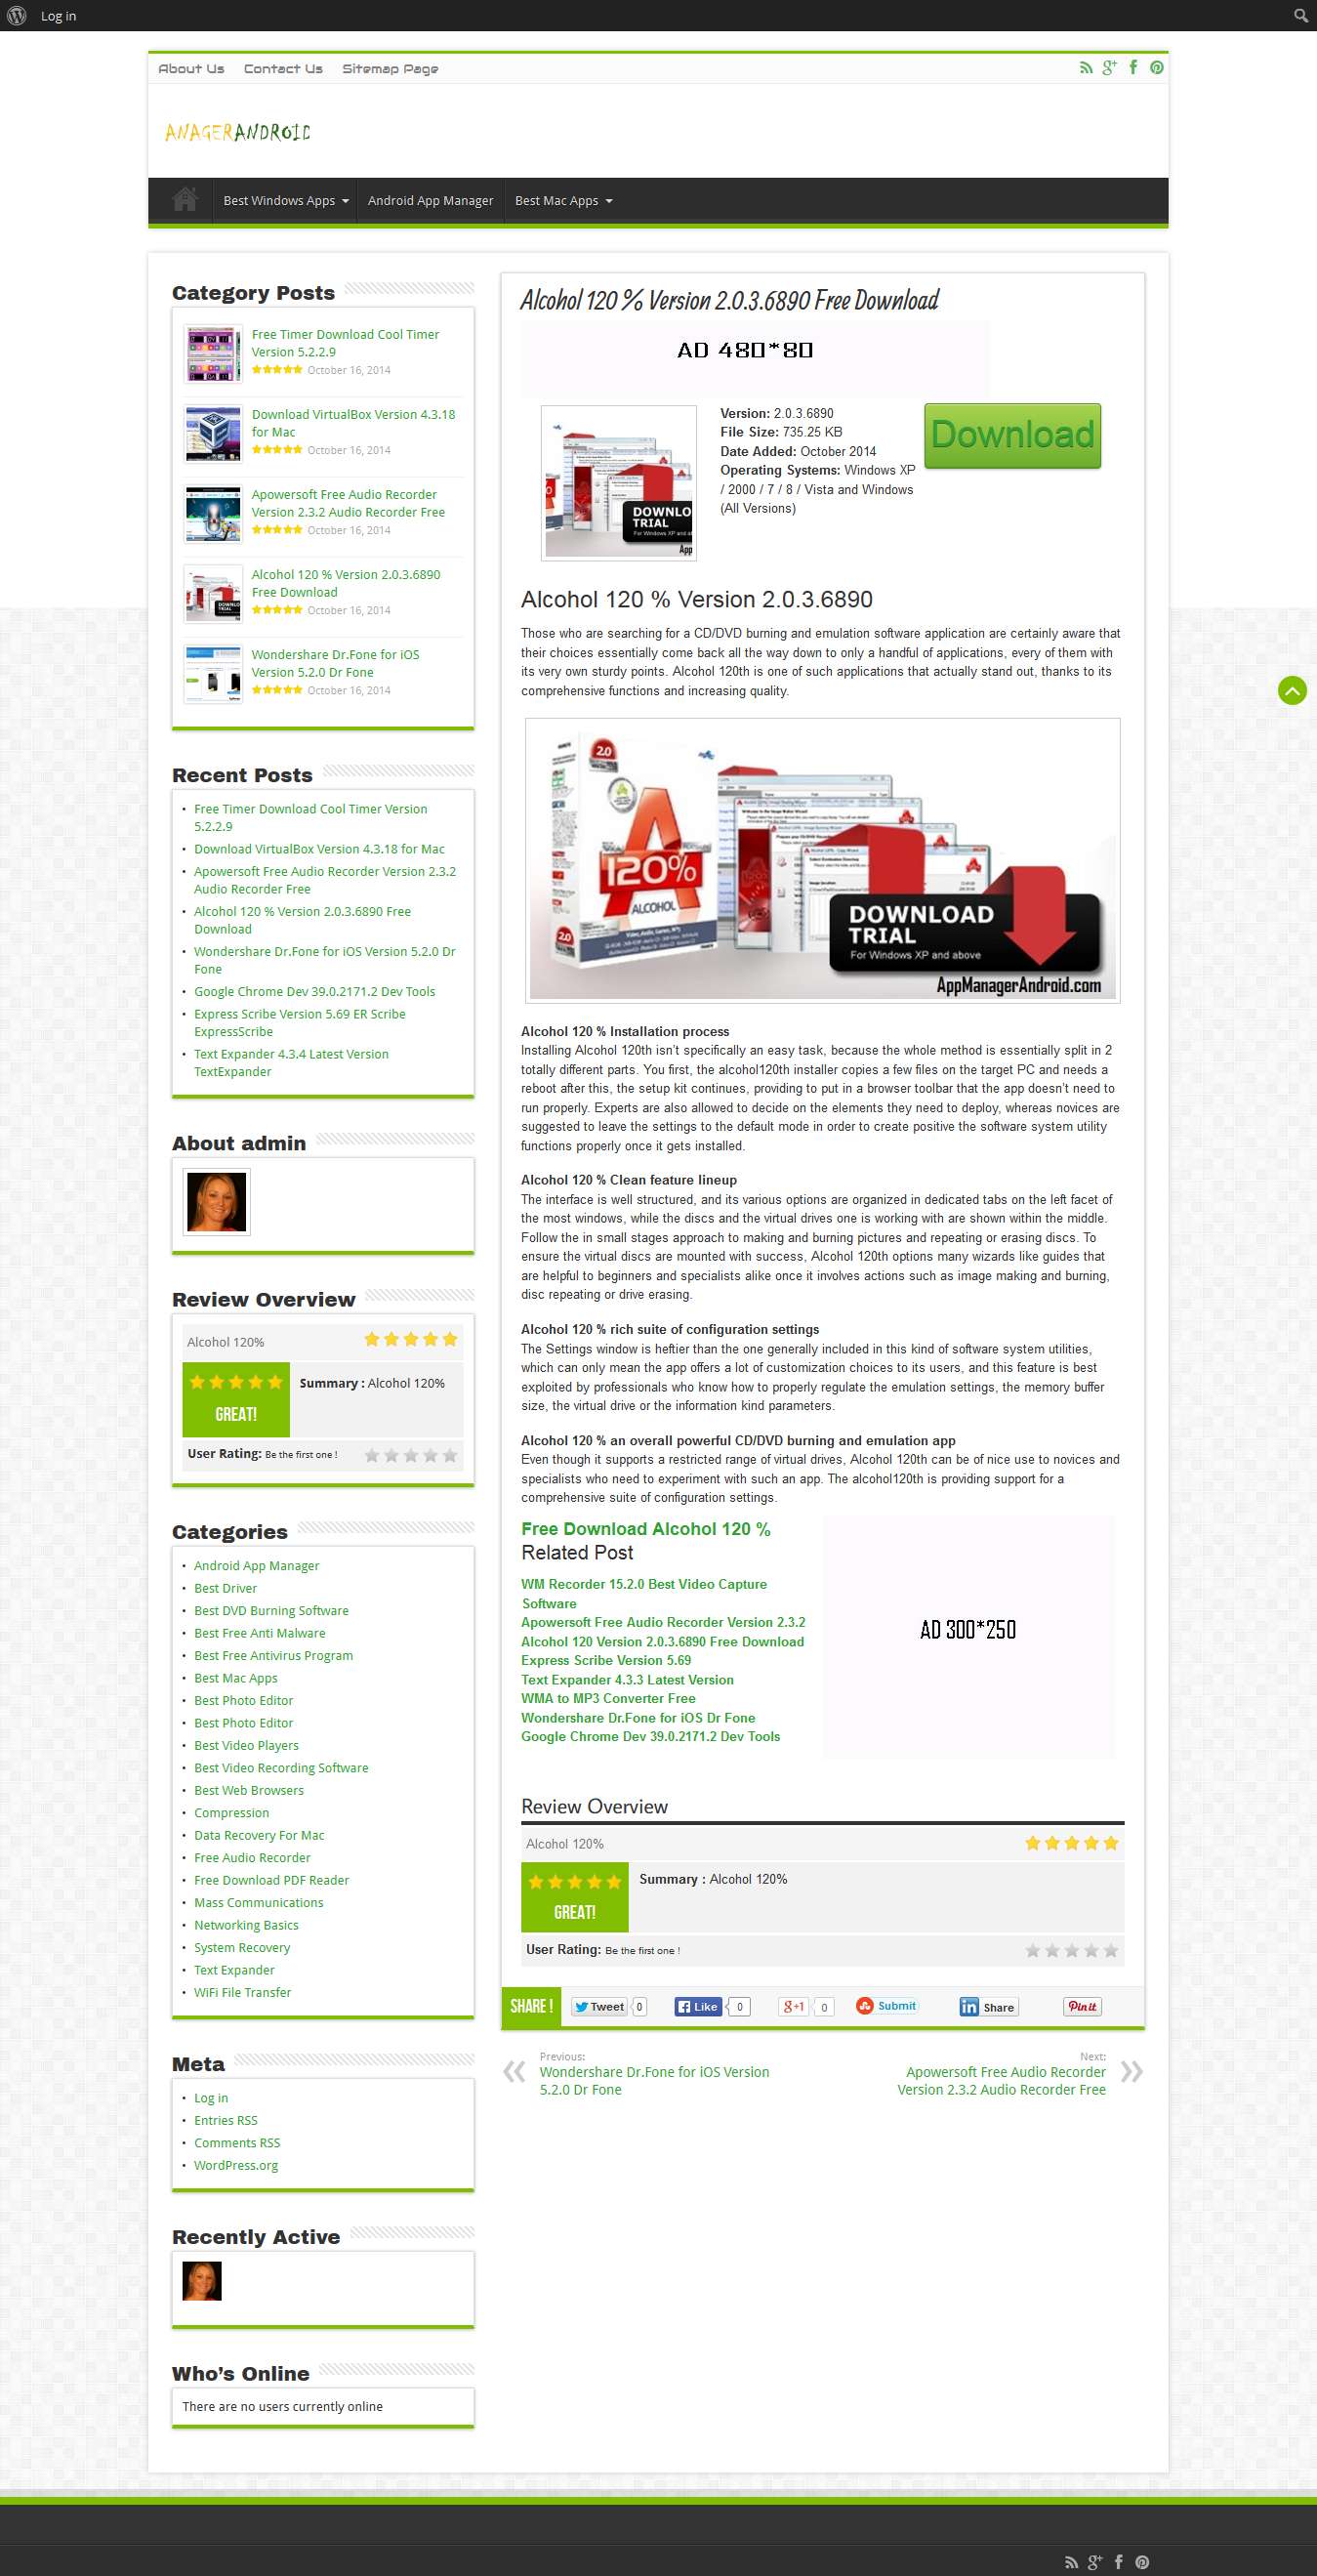 Log in
About Us Contact Us Sitemap Page
ANAGERANDROID
Best Windows Apps Android App Manager Best Mac Apps
Category Posts
Free Timer Download Cool Timer
Version 5.2.2.9
October 16, 2014
Download VirtualBox Version 4.3.18
for Mac
October 16, 2014
Apowersoft Free Audio Recorder
Version 2.3.2 Audio Recorder Free
October 16, 2014
Alcohol 120 % Version 2.0.3.6890
Free Download
October 16, 2014
Wondershare Dr.Fone for iOS
Version 5.2.0 Dr Fone
October 16, 2014
Recent Posts
Free Timer Download Cool Timer Version
5.2.2.9
Download VirtualBox Version 4.3.18 for Mac
Apowersoft Free Audio Recorder Version 2.3.2
Audio Recorder Free
Alcohol 120 % Version 2.0.3.6890 Free
Download
Wondershare Dr.Fone for iOS Version 5.2.0 Dr
Fone
Google Chrome Dev 39.0.2171.2 Dev Tools
Express Scribe Version 5.69 ER Scribe
ExpressScribe
Text Expander 4.3.4 Latest Version
TextExpander
About admin
Review Overview
Alcohol 120%
GREAT!
Summary : Alcohol 120%
User Rating: Be the first one !
Categories
Android App Manager
Best Driver
Best DVD Burning Software
Best Free Anti Malware
Best Free Antivirus Program
Best Mac Apps
Best Photo Editor
Best Photo Editor
Best Video Players
Best Video Recording Software
Best Web Browsers
Compression
Data Recovery For Mac
Free Audio Recorder
Free Download PDF Reader
Mass Communications
Networking Basics
System Recovery
Text Expander
WiFi File Transfer
Meta
Log in
Entries RSS
Comments RSS
WordPress.org
Recently Active
Who's Online
There are no users currently online
Alcohol 120 % Version 2.0.3.6890 Free Download
AD 480*80
DOWNLO
TRIAL
For Windows XP and a
App
Version: 2.0.3.6890
File Size: 735.25 KB
Date Added: October 2014
Operating Systems: Windows XP
/ 2000 / 7 / 8 / Vista and Windows
(All Versions)
Download
Alcohol 120 % Version 2.0.3.6890
Those who are searching for a CD/DVD burning and emulation software application are certainly aware that
their choices essentially come back all the way down to only a handful of applications, every of them with
its very own sturdy points. Alcohol 120th is one of such applications that actually stand out, thanks to its
comprehensive functions and increasing quality.
2.0
120%
ALCOHOL
2.0
DOWNLOAD
TRIAL
For Windows XP and above
AppManagerAndroid.com
Alcohol 120 % Installation process
Installing Alcohol 120th isn't specifically an easy task, because the whole method is essentially split in 2
totally different parts. You first, the alcohol120th installer copies a few files on the target PC and needs a
reboot after this, the setup kit continues, providing to put in a browser toolbar that the app doesn't need to
run properly. Experts are also allowed to decide on the elements they need to deploy, whereas novices are
suggested to leave the settings to the default mode in order to create positive the software system utility
functions properly once it gets installed.
Alcohol 120 % Clean feature lineup
The interface is well structured, and its various options are organized in dedicated tabs on the left facet of
the most windows, while the discs and the virtual drives one is working with are shown within the middle.
Follow the in small stages approach to making and burning pictures and repeating or erasing discs. To
ensure the virtual discs are mounted with success, Alcohol 120th options many wizards like guides that
are helpful to beginners and specialists alike once it involves actions such as image making and burning,
disc repeating or drive erasing.
Alcohol 120 % rich suite of configuration settings
The Settings window is heftier than the one generally included in this kind of software system utilities,
which can only mean the app offers a lot of customization choices to its users, and this feature is best
exploited by professionals who know how to properly regulate the emulation settings, the memory buffer
size, the virtual drive or the information kind parameters.
Alcohol 120 % an overall powerful CD/DVD burning and emulation app
Even though it supports a restricted range of virtual drives, Alcohol 120th can be of nice use to novices and
specialists who need to experiment with such an app. The alcohol120th is providing support for a
comprehensive suite of configuration settings.
Free Download Alcohol 120 %
Related Post
WM Recorder 15.2.0 Best Video Capture
Software
Apowersoft Free Audio Recorder Version 2.3.2
Alcohol 120 Version 2.0.3.6890 Free Download
Express Scribe Version 5.69
Text Expander 4.3.3 Latest Version
WMA to MP3 Converter Free
Wondershare Dr.Fone for iOS Dr Fone
Google Chrome Dev 39.0.2171.2 Dev Tools
AD 300*250
Review Overview
Alcohol 120%
GREAT!
Summary : Alcohol 120%
User Rating: Be the first one !
SHARE ! Tweet 0 Like 0 g+1 0 Submit in Share Pin it
Previous:
Wondershare Dr.Fone for iOS Version
5.2.0 Dr Fone
Next:
Apowersoft Free Audio Recorder
Version 2.3.2 Audio Recorder Free